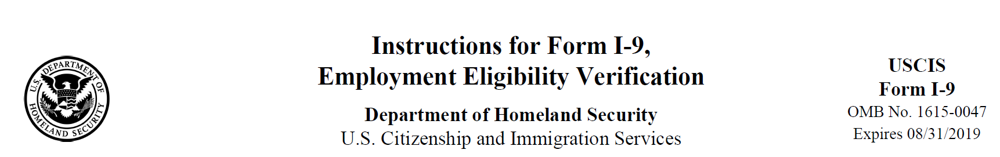 U.S. DEPARTMENT OF
HOMELAND SECURITY
Instructions for Form I-9,
Employment Eligibility Verification
Department of Homeland Security
U.S. Citizenship and Immigration Services
USCIS
Form I-9
OMB No. 1615-0047
Expires 08/31/2019